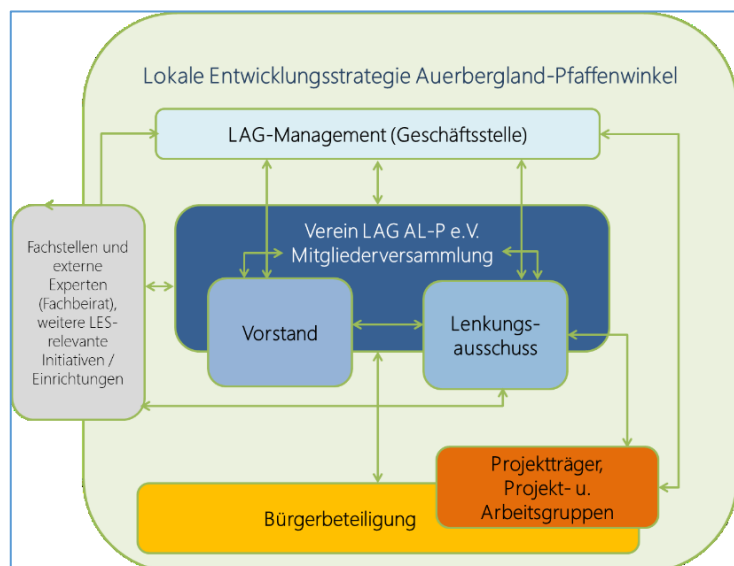 Lokale Entwicklungsstrategie Auerbergland-Pfaffenwinkel
LAG-Management (Geschäftsstelle)
Verein LAG AL-P e.V.
Mitgliederversammlung
Fachstellen und
externe
Experten
(Fachbeirat),
weitere LES-
relevante
Initiativen /
Einrichtungen
Vorstand
Lenkungs-
ausschuss
Projektträger,
Projekt- u.
Arbeitsgruppen
Bürgerbeteiligung